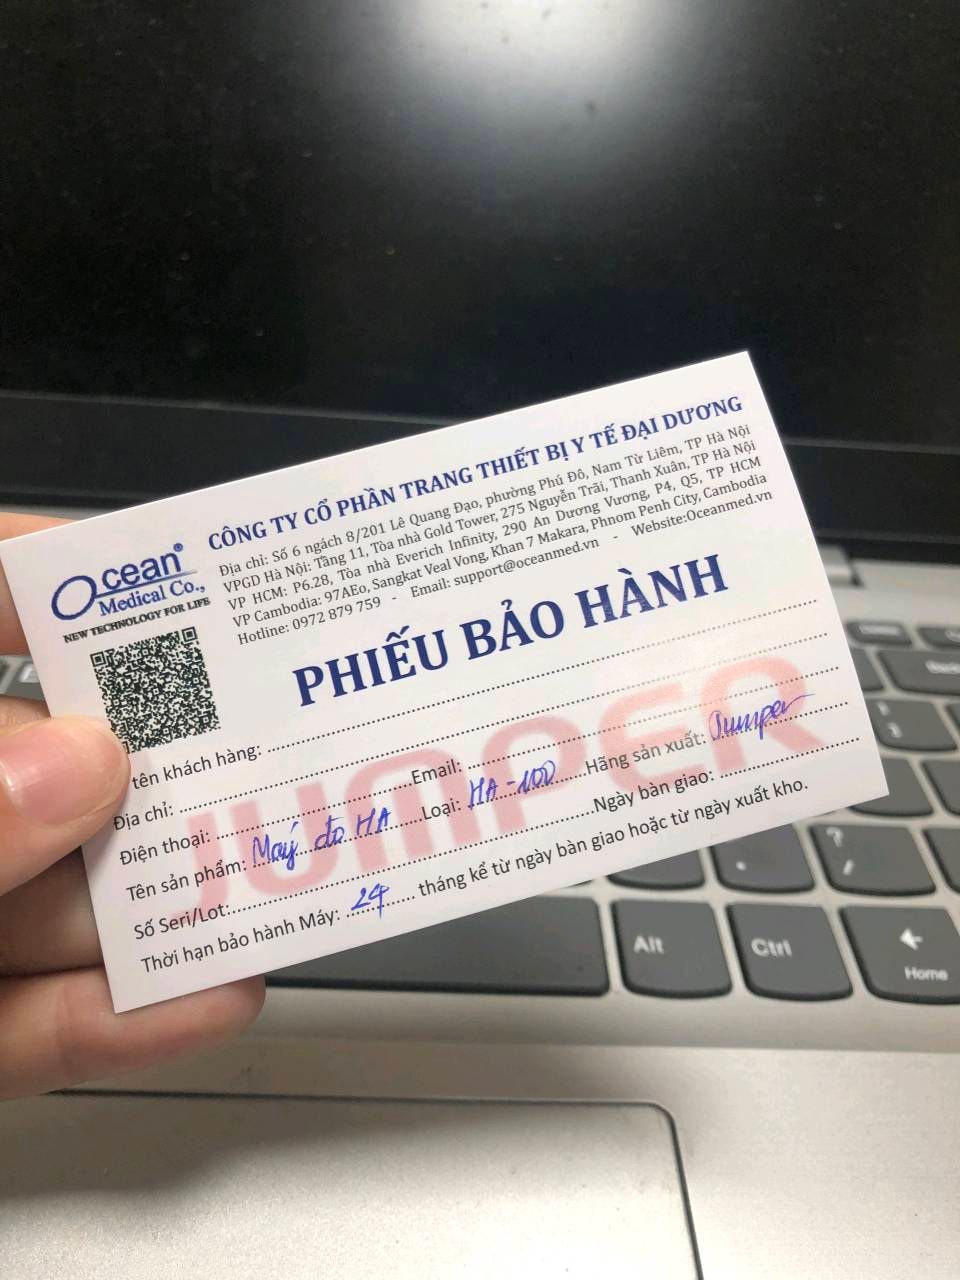 CÔNG TY CỔ PHẦN TRANG THIẾT BỊ Y TẾ ĐẠI DƯƠNG
Địa chỉ: Số 6 ngách 8/201 Lê Quang Đạo, phường Phú Đô, Nam Từ Liêm, TP Hà Nội
VPGD Hà Nội: Tầng 11, Tòa nhà Gold Tower, 275 Nguyễn Trãi, Thanh Xuân, TP Hà Nội
VP HCM: P6.28, Tòa nhà Everich Infinity, 290 An Dương Vương, P4, Q5, TP HCM
VP Cambodia: 97AEo, Sangkat Veal Vong, Khan 7 Makara, Phnom Penh City, Cambodia
Hotline: 0972 879 759 - Email: support@oceanmed.vn - Website:Oceanmed.vn
Ocean®
Medical Co.,
NEW TECHNOLOGY FOR LIFE
PHIẾU BẢO HÀNH
JUMPER
tên khách hàng:
Địa chỉ:
Điện thoại: Email:
Tên sản phẩm: Máy đo HA Loại: HA-100 Hãng sản xuất: Jumper
Số Seri/Lot: Ngày bàn giao:
Thời hạn bảo hành Máy: 24 tháng kể từ ngày bàn giao hoặc từ ngày xuất kho.
?
/
.
Alt
Ctrl
Home